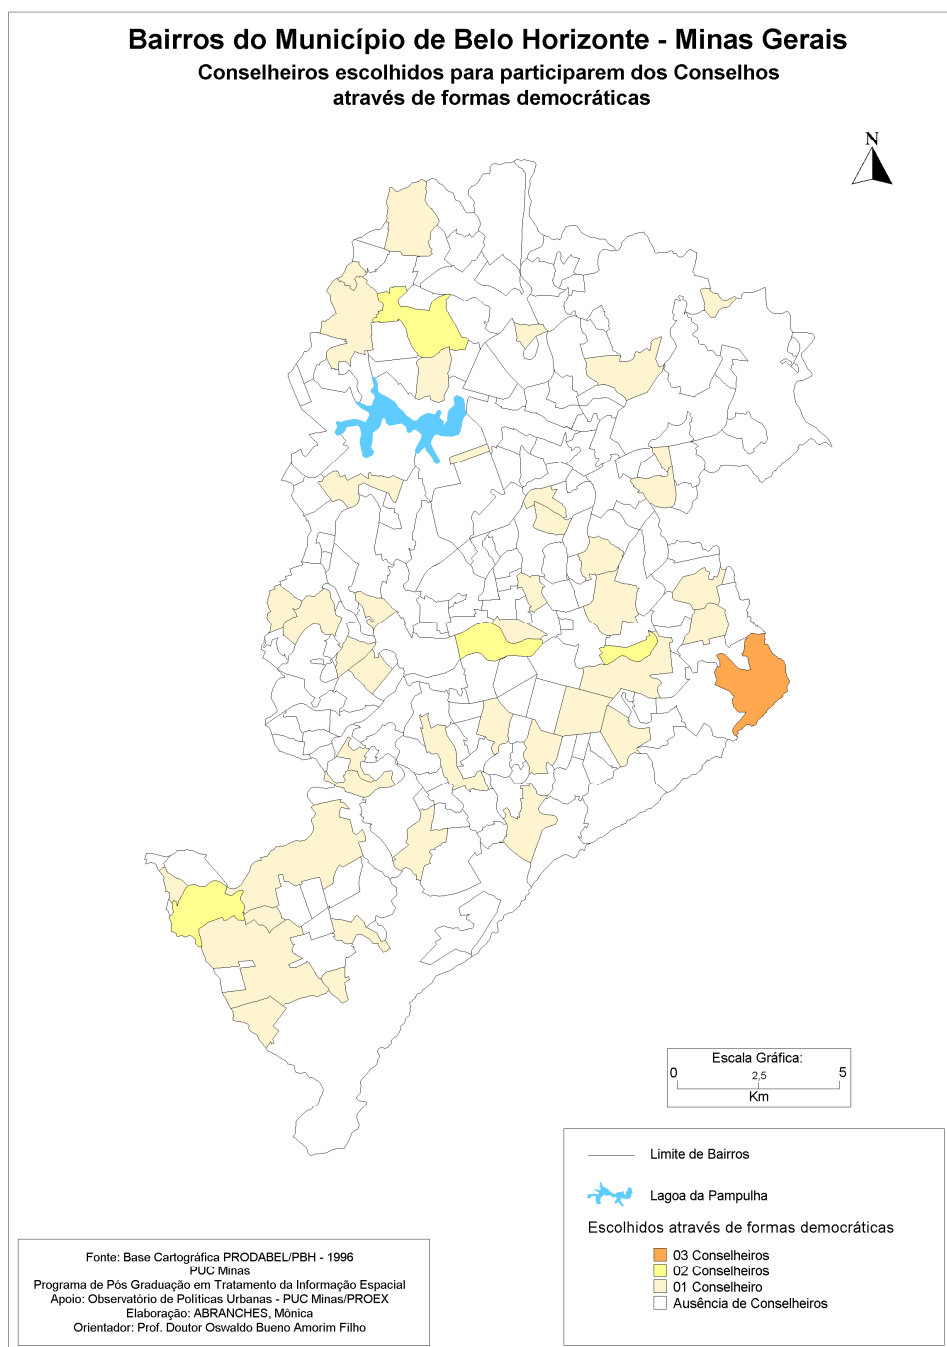 Bairros do Município de Belo Horizonte - Minas Gerais
Conselheiros escolhidos para participarem dos Conselhos
através de formas democráticas
N
Escala Gráfica:
0 2,5 5
Km
Limite de Bairros
Lagoa da Pampulha
Escolhidos através de formas democráticas
03 Conselheiros
02 Conselheiros
01 Conselheiro
Ausência de Conselheiros
Fonte: Base Cartográfica PRODABEL/PBH - 1996
PUC Minas
Programa de Pós Graduação em Tratamento da Informação Espacial
Apoio: Observatório de Políticas Urbanas - PUC Minas/PROEX
Elaboração: ABRANCHES, Mônica
Orientador: Prof. Doutor Oswaldo Bueno Amorim Filho